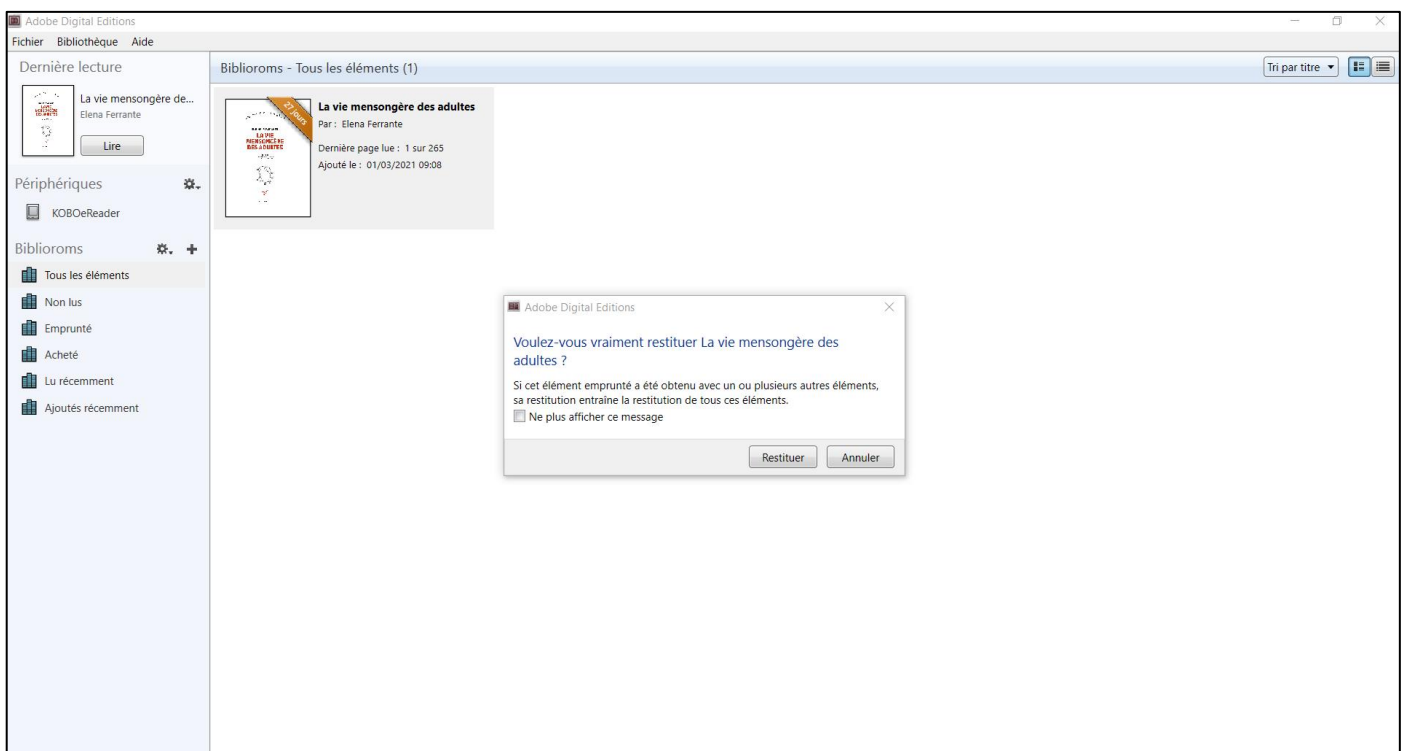 Adobe Digital Editions
Fichier Bibliothèque Aide
Dernière lecture
La vie mensongère de...
Elena Ferrante
Lire
Périphériques
KOBOeReader
Biblioroms
Tous les éléments
Non lus
Emprunté
Acheté
Lu récemment
Ajoutés récemment
Biblioroms - Tous les éléments (1)
Tri par titre
27 jours
LA VIE
MENSONGÈRE
DES ADULTES
La vie mensongère des adultes
Par : Elena Ferrante
Dernière page lue : 1 sur 265
Ajouté le : 01/03/2021 09:08
Adobe Digital Editions
Voulez-vous vraiment restituer La vie mensongère des
adultes ?
Si cet élément emprunté a été obtenu avec un ou plusieurs autres éléments,
sa restitution entraîne la restitution de tous ces éléments.
Ne plus afficher ce message
Restituer Annuler